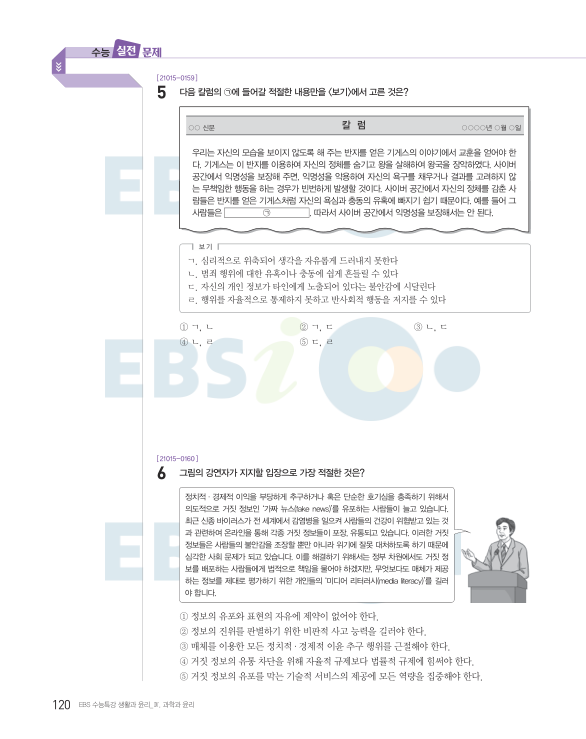 수능 실전 문제
[21015-0159]
5 다음 칼럼의 ㉠에 들어갈 적절한 내용만을 <보기>에서 고른 것은?
○○ 신문 칼 럼 ○○○○년 ○월 ○일
우리는 자신의 모습을 보이지 않도록 해 주는 반지를 얻은 기게스의 이야기에서 교훈을 얻어야 한
다. 기게스는 이 반지를 이용하여 자신의 정체를 숨기고 왕을 살해하여 왕국을 장악하였다. 사이버
공간에서 익명성을 보장해 주면, 익명성을 악용하여 자신의 욕구를 채우거나 결과를 고려하지 않
는 무책임한 행동을 하는 경우가 빈번하게 발생할 것이다. 사이버 공간에서 자신의 정체를 감춘 사
람들은 반지를 얻은 기게스처럼 자신의 욕심과 충동의 유혹에 빠지기 쉽기 때문이다. 예를 들어 그
사람들은 ㉠ . 따라서 사이버 공간에서 익명성을 보장해서는 안 된다.
보기
ㄱ. 심리적으로 위축되어 생각을 자유롭게 드러내지 못한다
ㄴ. 범죄 행위에 대한 유혹이나 충동에 쉽게 흔들릴 수 있다
ㄷ. 자신의 개인 정보가 타인에게 노출되어 있다는 불안감에 시달린다
ㄹ. 행위를 자율적으로 통제하지 못하고 반사회적 행동을 저지를 수 있다
① ㄱ, ㄴ ② ㄱ, ㄷ ③ ㄴ, ㄷ
④ ㄴ, ㄹ ⑤ ㄷ, ㄹ
EBSi
[21015-0160]
6 그림의 강연자가 지지할 입장으로 가장 적절한 것은?
정치적·경제적 이익을 부당하게 추구하거나 혹은 단순한 호기심을 충족하기 위해서
의도적으로 거짓 정보인 '가짜 뉴스(fake news)'를 유포하는 사람들이 늘고 있습니다.
최근 신종 바이러스가 전 세계에서 감염병을 일으켜 사람들의 건강이 위협받고 있는 것
과 관련하여 온라인을 통해 각종 거짓 정보들이 포장, 유통되고 있습니다. 이러한 거짓
정보들은 사람들의 불안감을 조장할 뿐만 아니라 위기에 잘못 대처하도록 하기 때문에
심각한 사회 문제가 되고 있습니다. 이를 해결하기 위해서는 정부 차원에서도 거짓 정
보를 배포하는 사람들에게 법적으로 책임을 물어야 하겠지만, 무엇보다도 매체가 제공
하는 정보를 제대로 평가하기 위한 개인들의 '미디어 리터러시(media literacy)'를 길러
야 합니다.
① 정보의 유포와 표현의 자유에 제약이 없어야 한다.
② 정보의 진위를 판별하기 위한 비판적 사고 능력을 길러야 한다.
③ 매체를 이용한 모든 정치적·경제적 이윤 추구 행위를 근절해야 한다.
④ 거짓 정보의 유통 차단을 위해 자율적 규제보다 법률적 규제에 힘써야 한다.
⑤ 거짓 정보의 유포를 막는 기술적 서비스의 제공에 모든 역량을 집중해야 한다.
120 EBS 수능특강 생활과 윤리_Ⅲ. 과학과 윤리